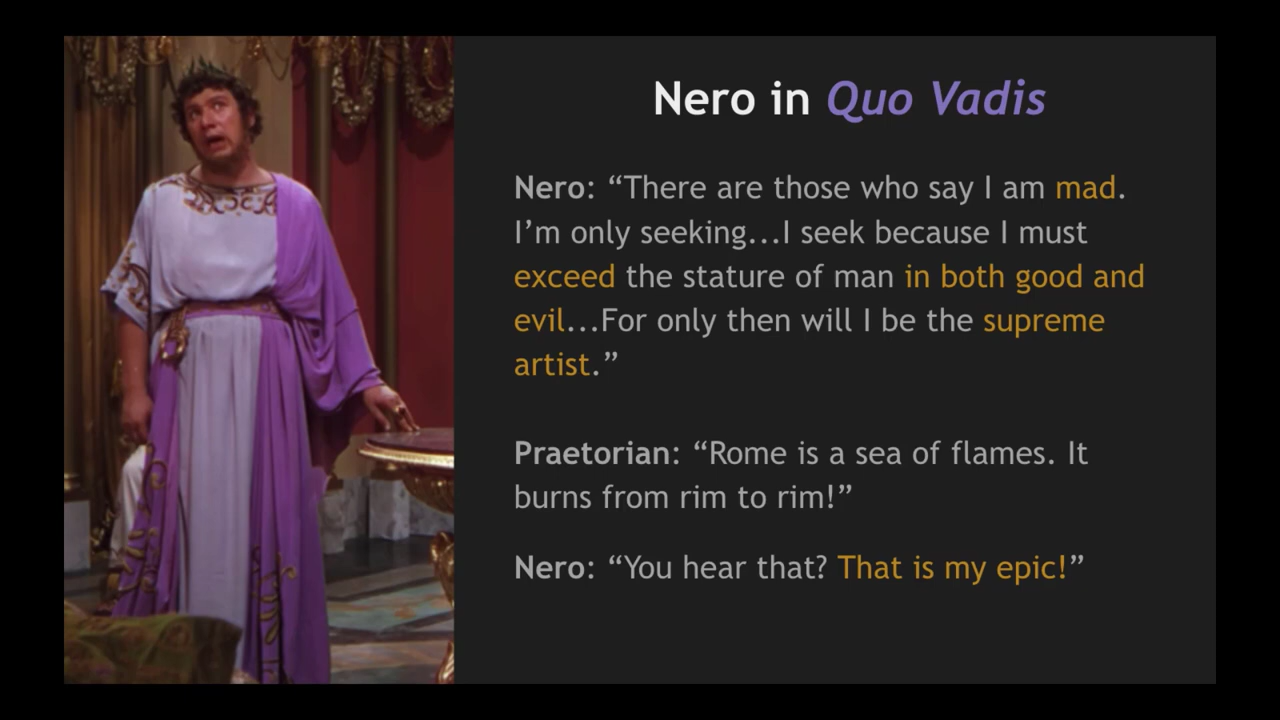 Nero in Quo Vadis
Nero: “There are those who say I am mad.
I’m only seeking...I seek because I must
exceed the stature of man in both good and
evil...For only then will I be the supreme
artist.”
Praetorian: “Rome is a sea of flames. It
burns from rim to rim!”
Nero: “You hear that? That is my epic!”